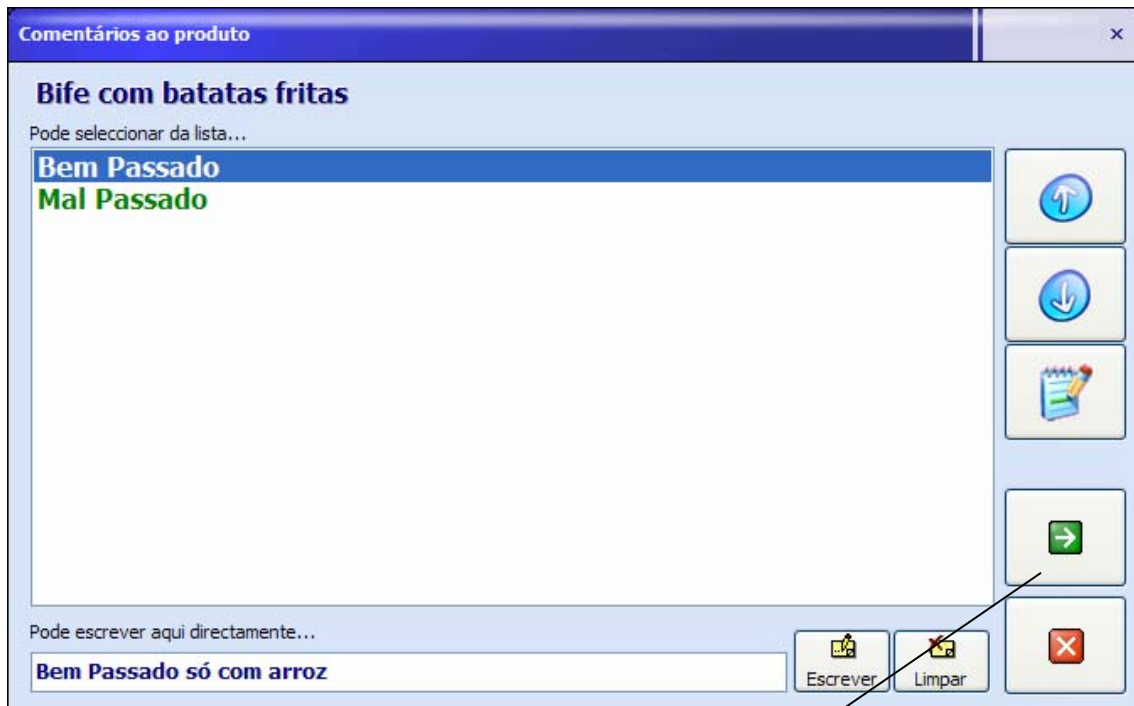 Comentários ao produto
Bife com batatas fritas
Pode seleccionar da lista...
Bem Passado
Mal Passado
Pode escrever aqui directamente...
Bem Passado só com arroz
Escrever
Limpar